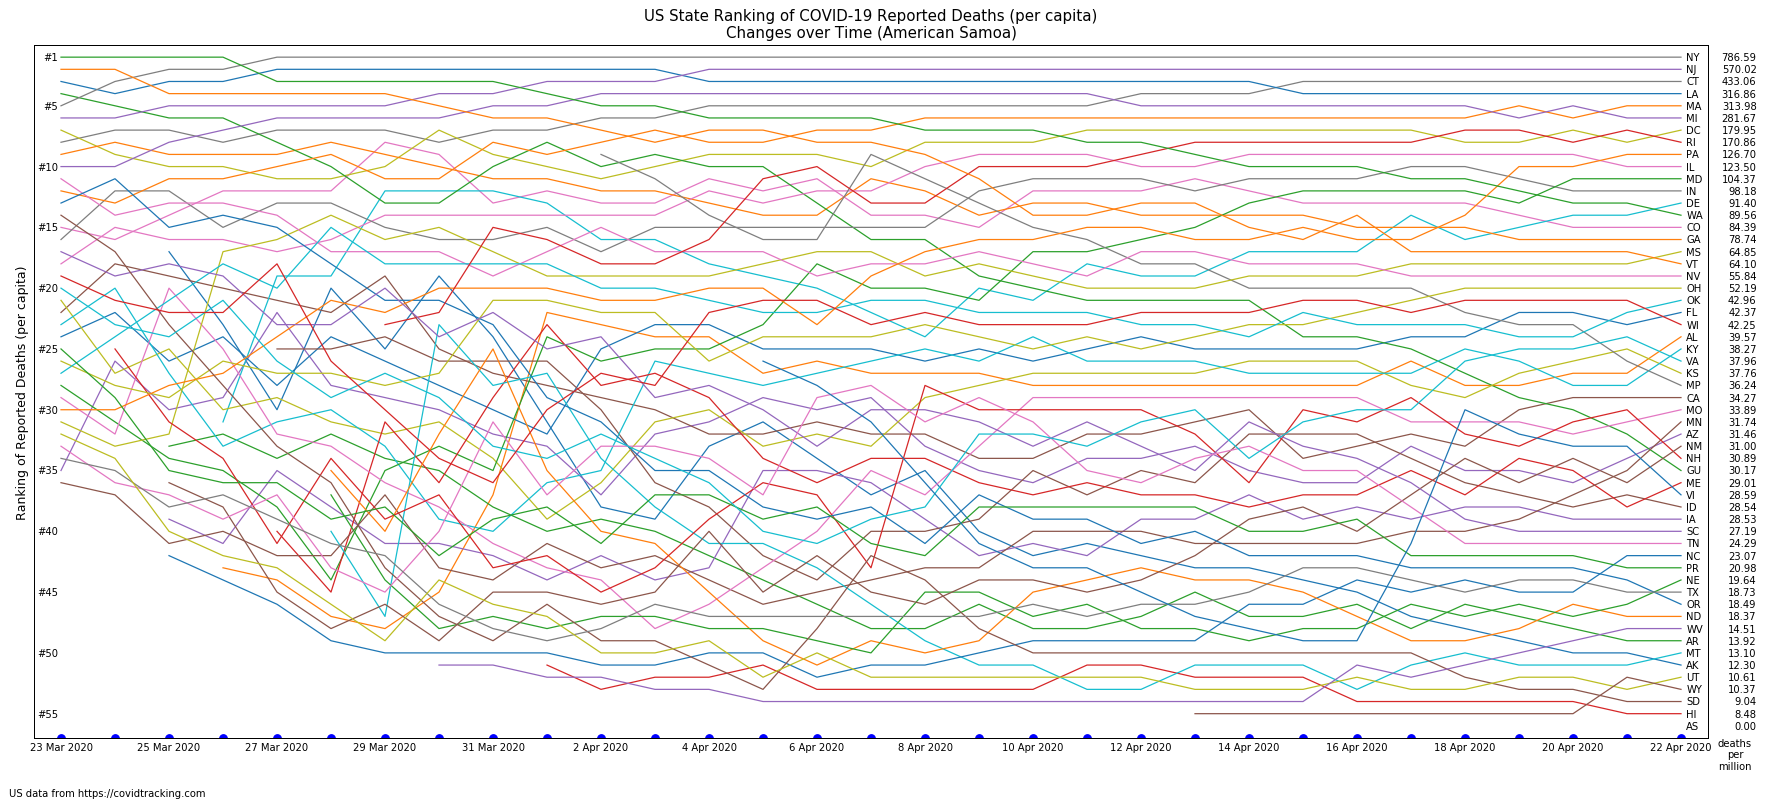 US State Ranking of COVID-19 Reported Deaths (per capita)
Changes over Time (American Samoa)
Ranking of Reported Deaths (per capita)
#1
#5
#10
#15
#20
#25
#30
#35
#40
#45
#50
#55
NY 786.59
NJ 570.02
CT 433.06
LA 316.86
MA 313.98
MI 281.67
DC 179.95
RI 170.86
PA 126.70
IL 123.50
MD 104.37
IN 98.18
DE 91.40
WA 89.56
CO 84.39
GA 78.74
MS 64.85
VT 64.10
NV 55.84
OH 52.19
OK 42.96
FL 42.37
WI 42.25
AL 39.57
KY 38.27
VA 37.96
KS 37.76
MP 36.24
CA 34.27
MO 33.89
MN 31.74
AZ 31.46
NM 31.00
NH 30.89
GU 30.17
ME 29.01
VI 28.59
ID 28.54
IA 28.53
SC 27.19
TN 24.29
NC 23.07
PR 20.98
NE 19.64
TX 18.73
OR 18.49
ND 18.37
WV 14.51
AR 13.92
MT 13.10
AK 12.30
UT 10.61
WY 10.37
SD 9.04
HI 8.48
AS 0.00
23 Mar 2020 25 Mar 2020 27 Mar 2020 29 Mar 2020 31 Mar 2020 2 Apr 2020 4 Apr 2020 6 Apr 2020 8 Apr 2020 10 Apr 2020 12 Apr 2020 14 Apr 2020 16 Apr 2020 18 Apr 2020 20 Apr 2020 22 Apr 2020
deaths
per
million
US data from https://covidtracking.com